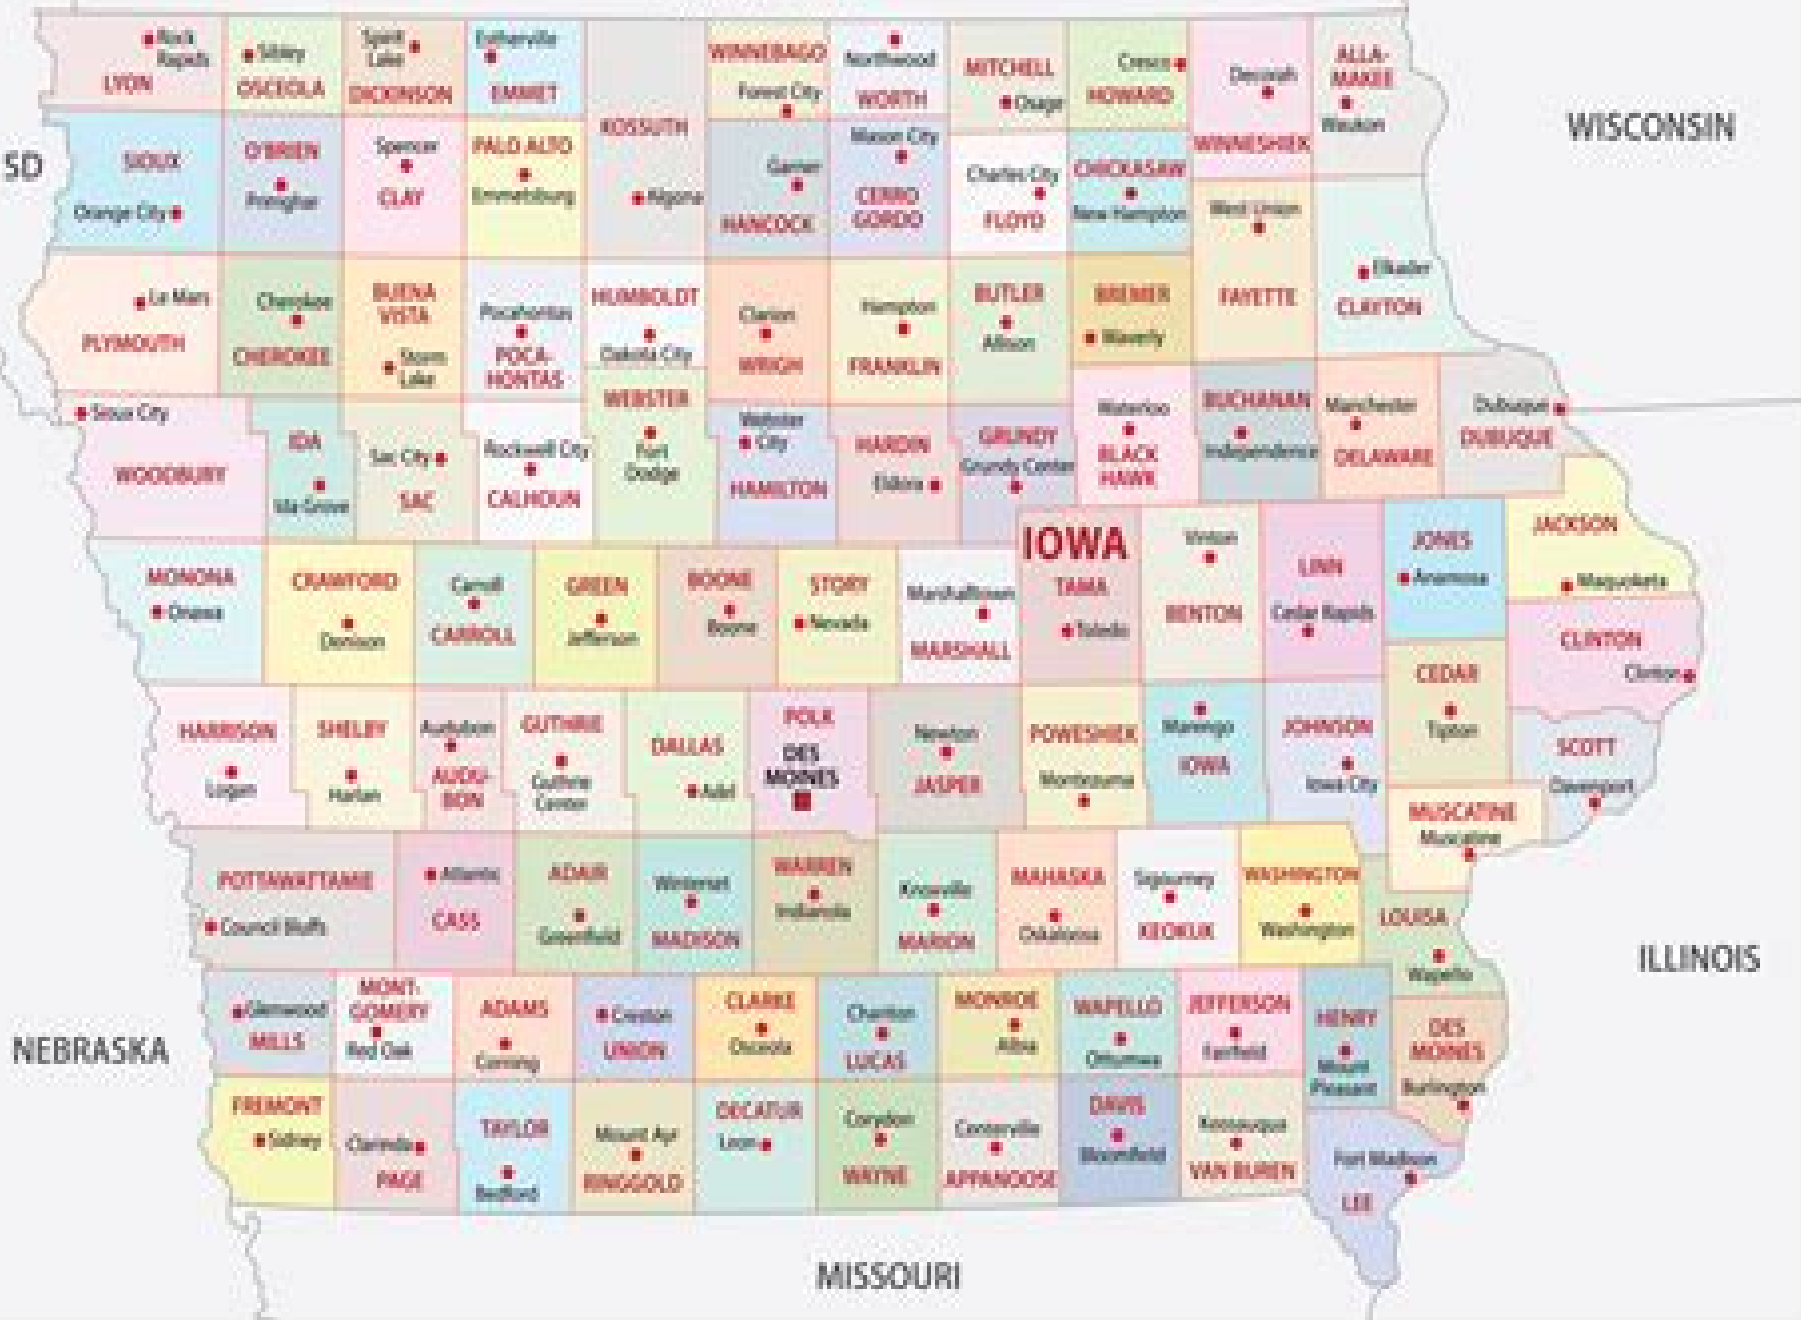 Rock
Rapids
LYON
Sibley
OSCEOLA
Spirit
Lake
DICKINSON
Estherville
EMMET
KOSSUTH
Algona
WINNEBAGO
Forest City
Northwood
WORTH
MITCHELL
Osage
Cresco
HOWARD
Decorah
WINNESHIEK
ALLA-
MAKEE
Waukon
WISCONSIN
SD
SIOUX
Orange City
O'BRIEN
Primghar
Spencer
CLAY
PALO ALTO
Emmetsburg
Garner
HANCOCK
Mason City
CERRO
GORDO
Charles City
FLOYD
CHICKASAW
New Hampton
West Union
FAYETTE
Elkader
CLAYTON
Le Mars
PLYMOUTH
Cherokee
CHEROKEE
BUENA
VISTA
Storm
Lake
Pocahontas
POCA-
HONTAS
HUMBOLDT
Dakota City
Clarion
WRIGH
Hampton
FRANKLIN
BUTLER
Allison
BREMER
Waverly
Sioux City
WOODBURY
IDA
Ida Grove
Sac City
SAC
Rockwell City
CALHOUN
WEBSTER
Fort
Dodge
Webster
City
HAMILTON
HARDIN
Eldora
GRUNDY
Grundy Center
Waterloo
BLACK
HAWK
BUCHANAN
Independence
Manchester
DELAWARE
Dubuque
DUBUQUE
MONONA
Onawa
CRAWFORD
Denison
Carroll
CARROLL
GREEN
Jefferson
BOONE
Boone
STORY
Nevada
Marshalltown
MARSHALL
IOWA
TAMA
Toledo
Vinton
BENTON
LINN
Cedar Rapids
JONES
Anamosa
JACKSON
Maquoketa
CLINTON
Clinton
HARRISON
Logan
SHELBY
Harlan
Audubon
AUDU-
BON
GUTHRIE
Guthrie
Center
DALLAS
Adel
POLK
DES
MOINES
Newton
JASPER
POWESHIEK
Montezuma
Marengo
IOWA
JOHNSON
Iowa City
CEDAR
Tipton
SCOTT
Davenport
MUSCATINE
Muscatine
POTTAWATTAMIE
Council Bluffs
Atlantic
CASS
ADAIR
Greenfield
Winterset
MADISON
WARREN
Indianola
Knoxville
MARION
MAHASKA
Oskaloosa
Sigourney
KEOKUK
WASHINGTON
Washington
LOUISA
Wapello
ILLINOIS
NEBRASKA
Glenwood
MILLS
MONT-
GOMERY
Red Oak
ADAMS
Corning
Creston
UNION
CLARKE
Osceola
Chariton
LUCAS
MONROE
Albia
WAPELLO
Ottumwa
JEFFERSON
Fairfield
HENRY
Mount
Pleasant
DES
MOINES
Burlington
FREMONT
Sidney
Clarinda
PAGE
TAYLOR
Bedford
Mount Ayr
RINGGOLD
DECATUR
Leon
Corydon
WAYNE
Centerville
APPANOOSE
DAVIS
Bloomfield
Keosauqua
VAN BUREN
Fort Madison
LEE
MISSOURI